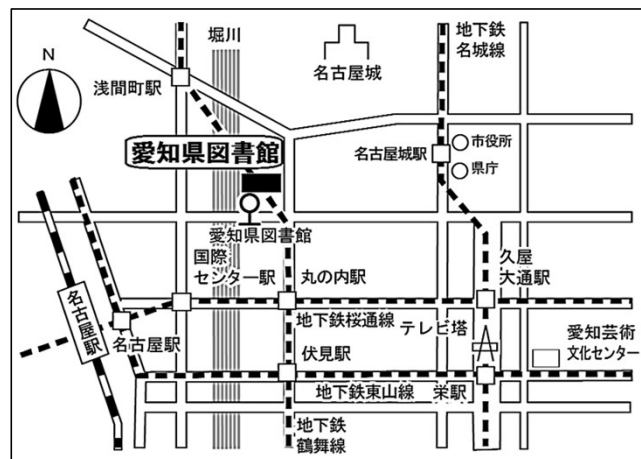 堀川
地下鉄
名城線
N
名古屋城
浅間町駅
愛知県図書館
名古屋城駅
市役所
県庁
愛知県図書館
国際
センター駅
丸の内駅
久屋
大通駅
名古屋駅
地下鉄桜通線
テレビ塔
愛知芸術
文化センター
名古屋駅
伏見駅
地下鉄東山線
栄駅
地下鉄
鶴舞線